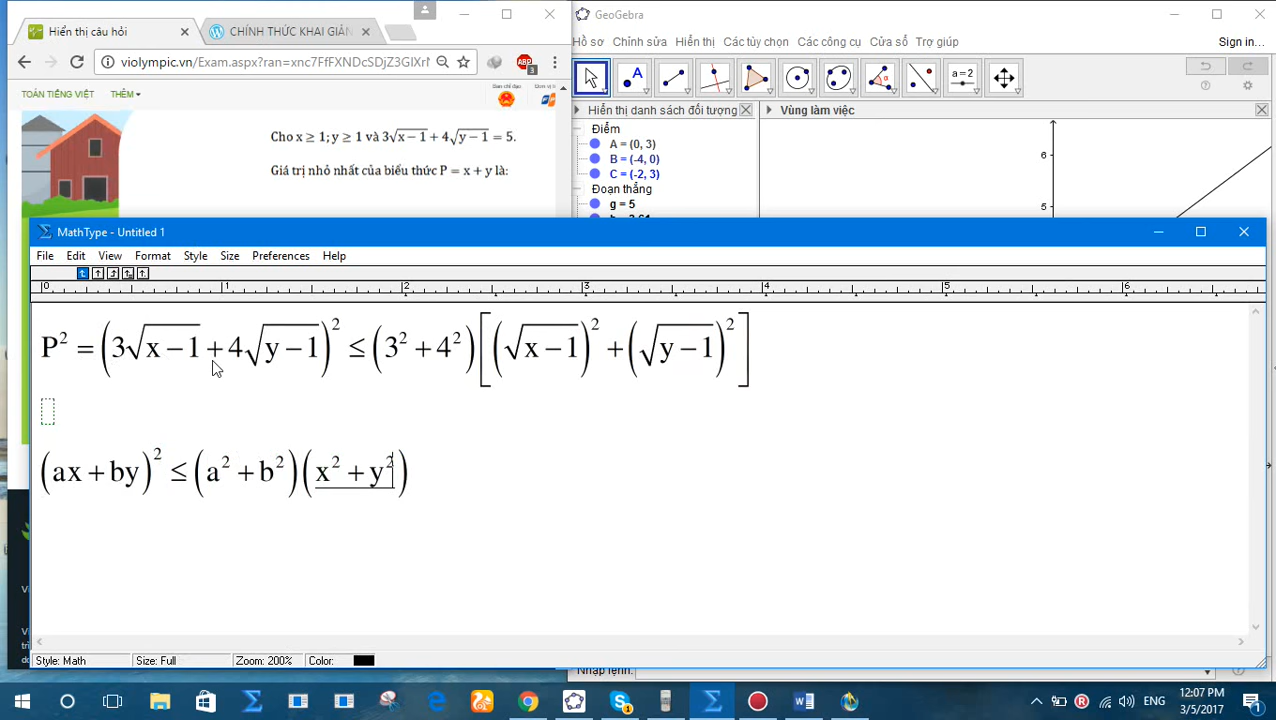 Hiển thị câu hỏi
CHÍNH THỨC KHAI GIẢN
violympic.vn/Exam.aspx?ran=xnc7FfFXNDcSDJZ3GlXrN
ABP
3
TOÁN TIẾNG VIỆT THÊM
Ban chỉ đạo
Cho x ≥ 1; y ≥ 1 và 3√x−1 + 4√y−1 = 5.
Giá trị nhỏ nhất của biểu thức P = x + y là:
GeoGebra
Hồ sơ Chỉnh sửa Hiển thị Các tùy chọn Các công cụ Cửa sổ Trợ giúp
Sign in...
a=2
Hiển thị danh sách đối tượng
Vùng làm việc
Điểm
A = (0, 3)
B = (-4, 0)
C = (-2, 3)
Đoạn thẳng
g = 5
6
5
MathType - Untitled 1
File Edit View Format Style Size Preferences Help
0 1 2 3 4 5 6
P² = (3√x−1 + 4√y−1)² ≤ (3² + 4²)[(√x−1)² + (√y−1)²]
(ax + by)² ≤ (a² + b²)(x² + y²)
Style: Math Size: Full Zoom: 200% Color:
Nhập lệnh:
ENG
12:07 PM
3/5/2017